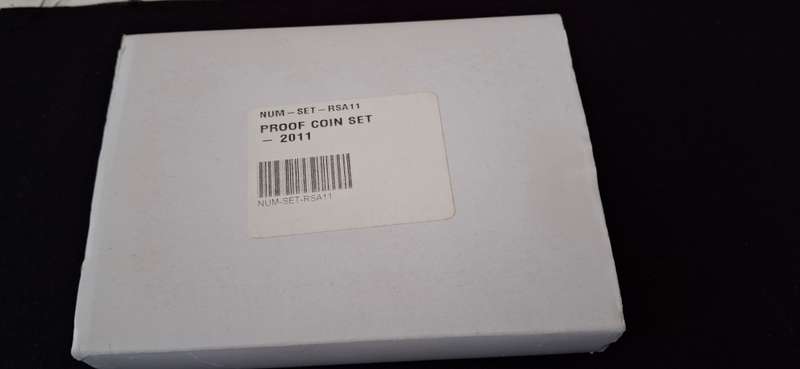 NUM–SET–RSA11
PROOF COIN SET
– 2011
NUM-SET-RSA11